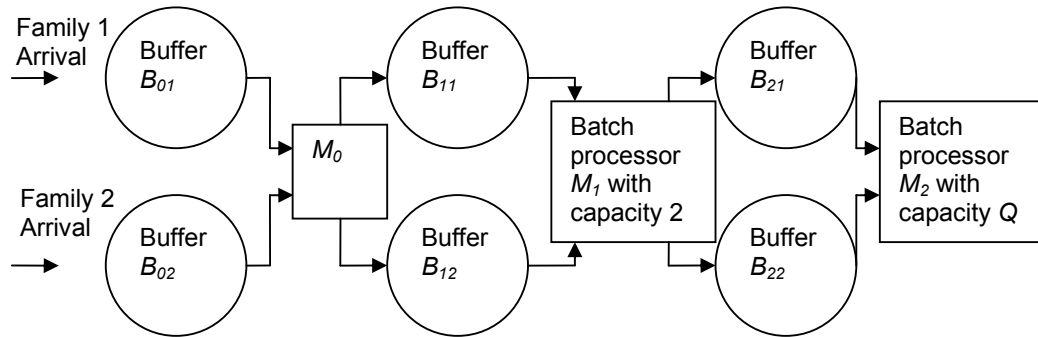 Family 1
Arrival
Buffer
B01
Buffer
B11
Buffer
B21
M0
Batch
processor
M1 with
capacity 2
Batch
processor
M2 with
capacity Q
Family 2
Arrival
Buffer
B02
Buffer
B12
Buffer
B22